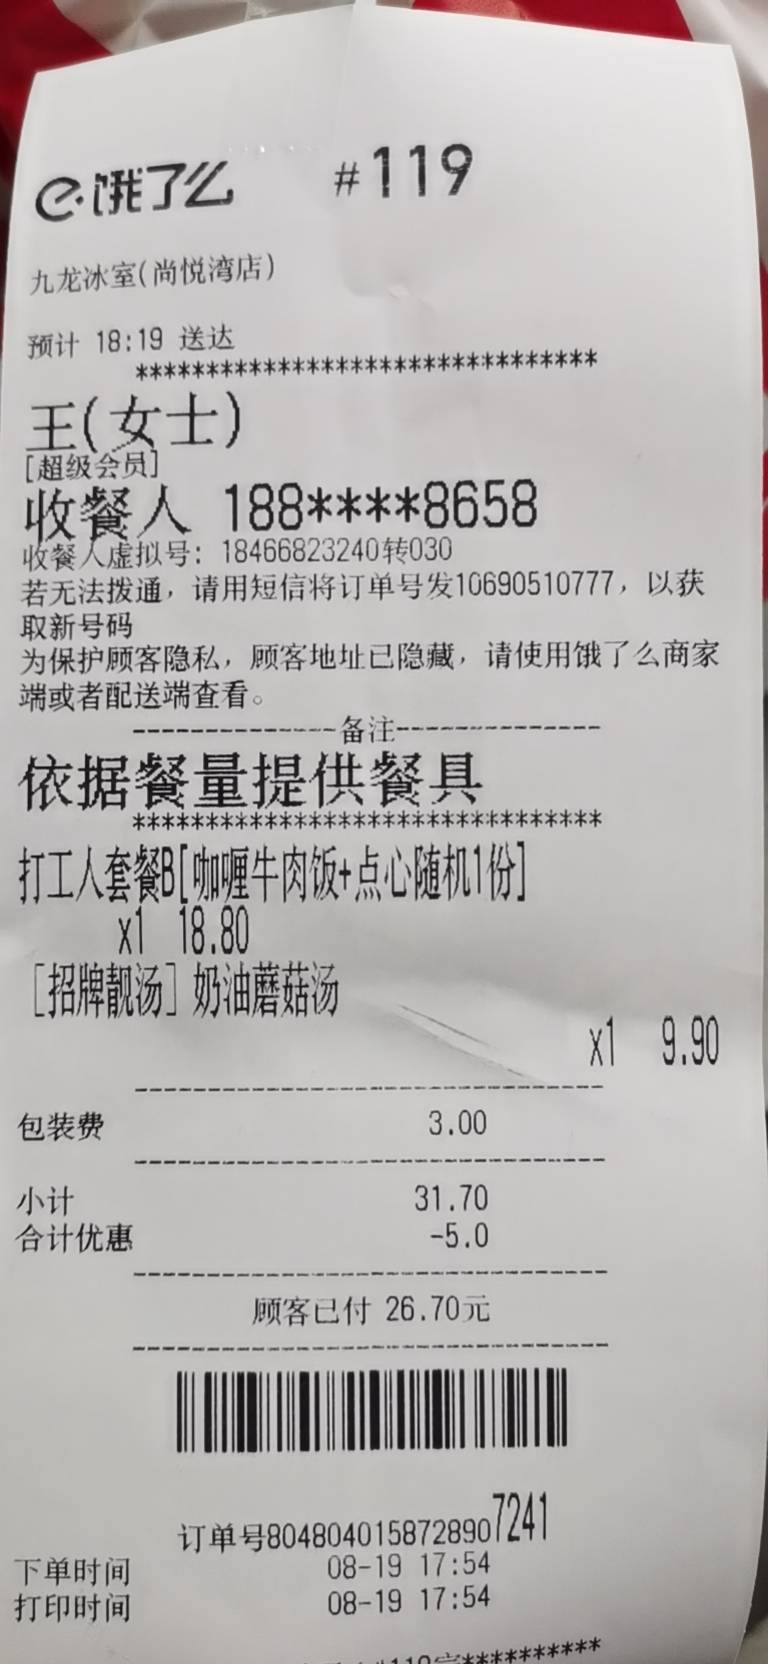 饿了么 #119
九龙冰室(尚悦湾店)
预计 18:19 送达
********************************
王(女士)
[超级会员]
收餐人 188****8658
收餐人虚拟号: 18466823240转030
若无法拨通，请用短信将订单号发10690510777，以获
取新号码
为保护顾客隐私，顾客地址已隐藏，请使用饿了么商家
端或者配送端查看。
--------------备注--------------
依据餐量提供餐具
********************************
打工人套餐B[咖喱牛肉饭+点心随机1份]
x1 18.80
[招牌靓汤]奶油蘑菇汤
x1 9.90
--------------------------------
包装费 3.00
--------------------------------
小计 31.70
合计优惠 -5.0
--------------------------------
顾客已付 26.70元
--------------------------------
订单号8048040158728907241
下单时间 08-19 17:54
打印时间 08-19 17:54
#119完**********